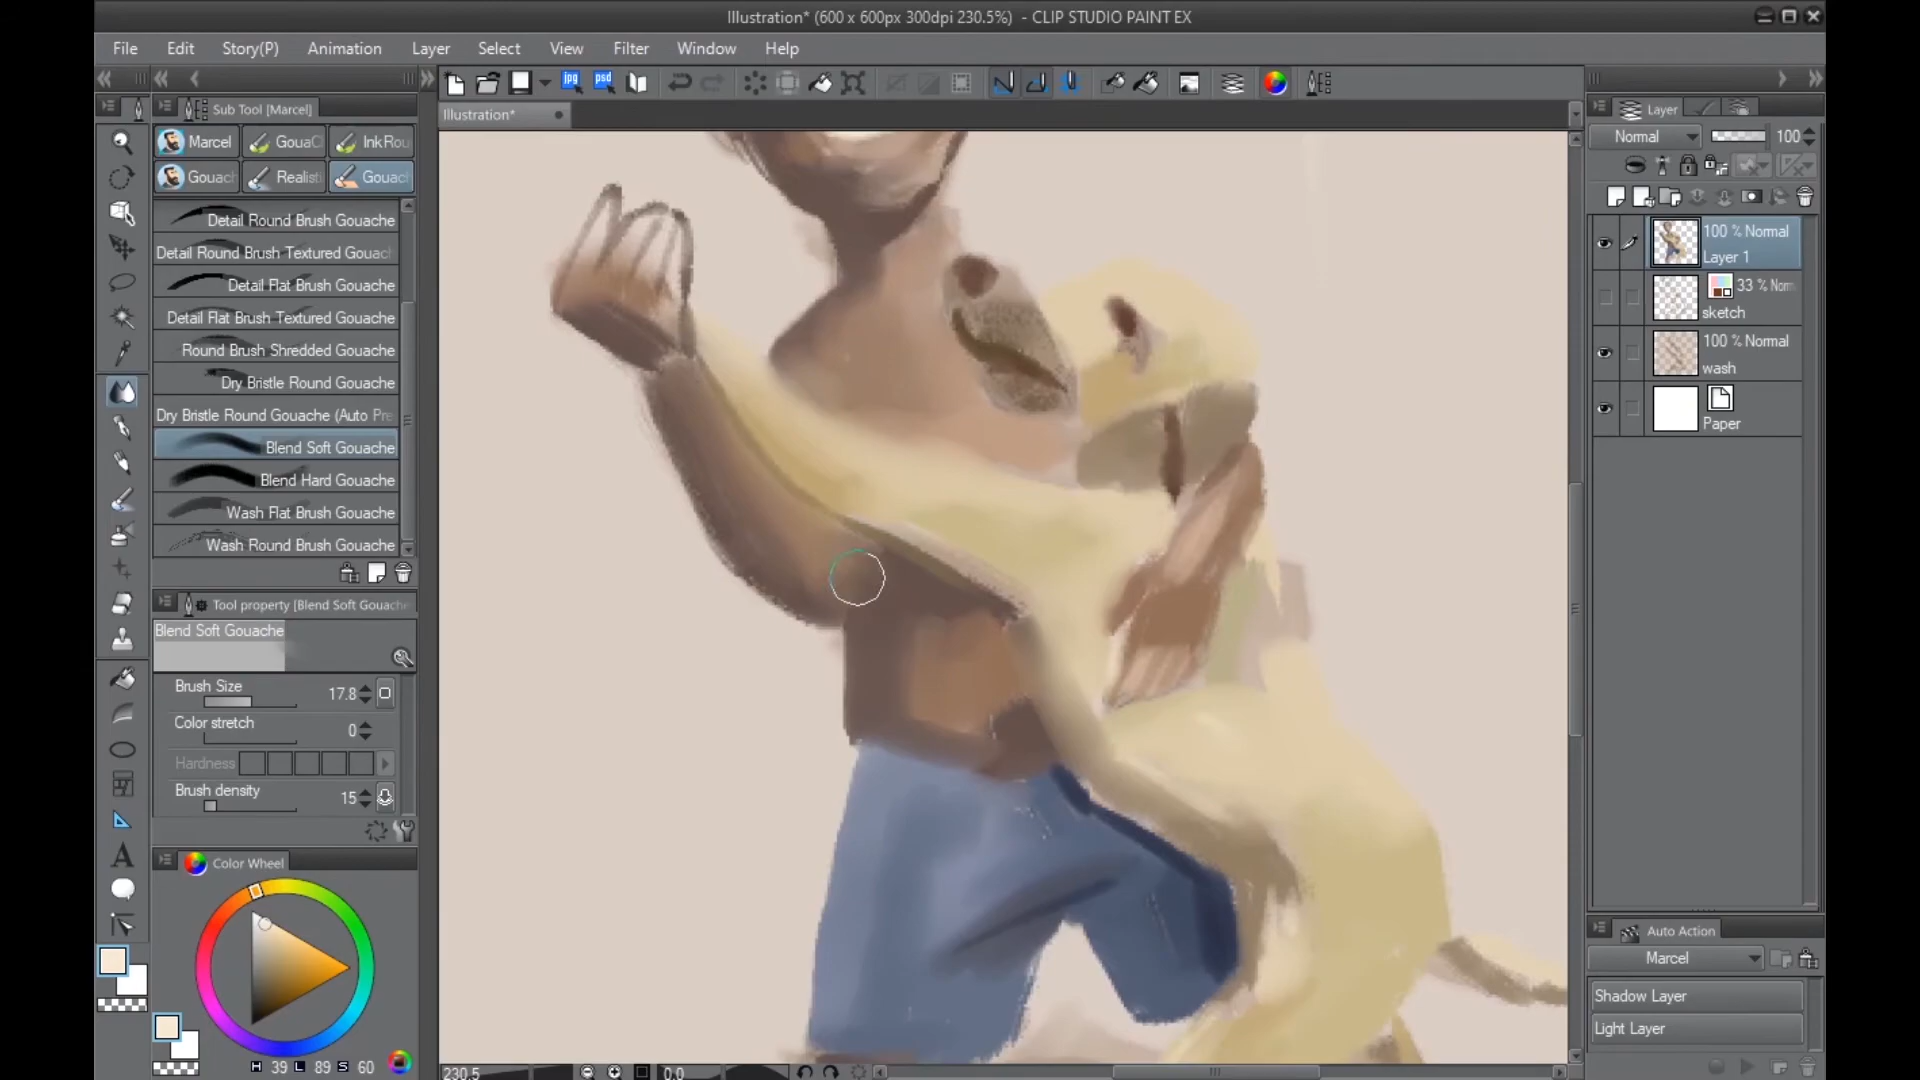 Illustration* (600 x 600px 300dpi 230.5%) - CLIP STUDIO PAINT EX
File Edit Story(P) Animation Layer Select View Filter Window Help
Sub Tool [Marcel]
Illustration*
Layer
Marcel GouaC InkRou
Gouach Realist Gouach
Normal 100
Detail Round Brush Gouache
Detail Round Brush Textured Gouac
Detail Flat Brush Gouache
Detail Flat Brush Textured Gouache
Round Brush Shredded Gouache
Dry Bristle Round Gouache
Dry Bristle Round Gouache (Auto Pre
Blend Soft Gouache
Blend Hard Gouache
Wash Flat Brush Gouache
Wash Round Brush Gouache
100 % Normal
Layer 1
33 % Norm
sketch
100 % Normal
wash
Paper
Tool property [Blend Soft Gouache
Blend Soft Gouache
Brush Size 17.8
Color stretch 0
Hardness
Brush density 15
Color Wheel
H 39 L 89 S 60
230.5 0.0
Auto Action
Marcel
Shadow Layer
Light Layer